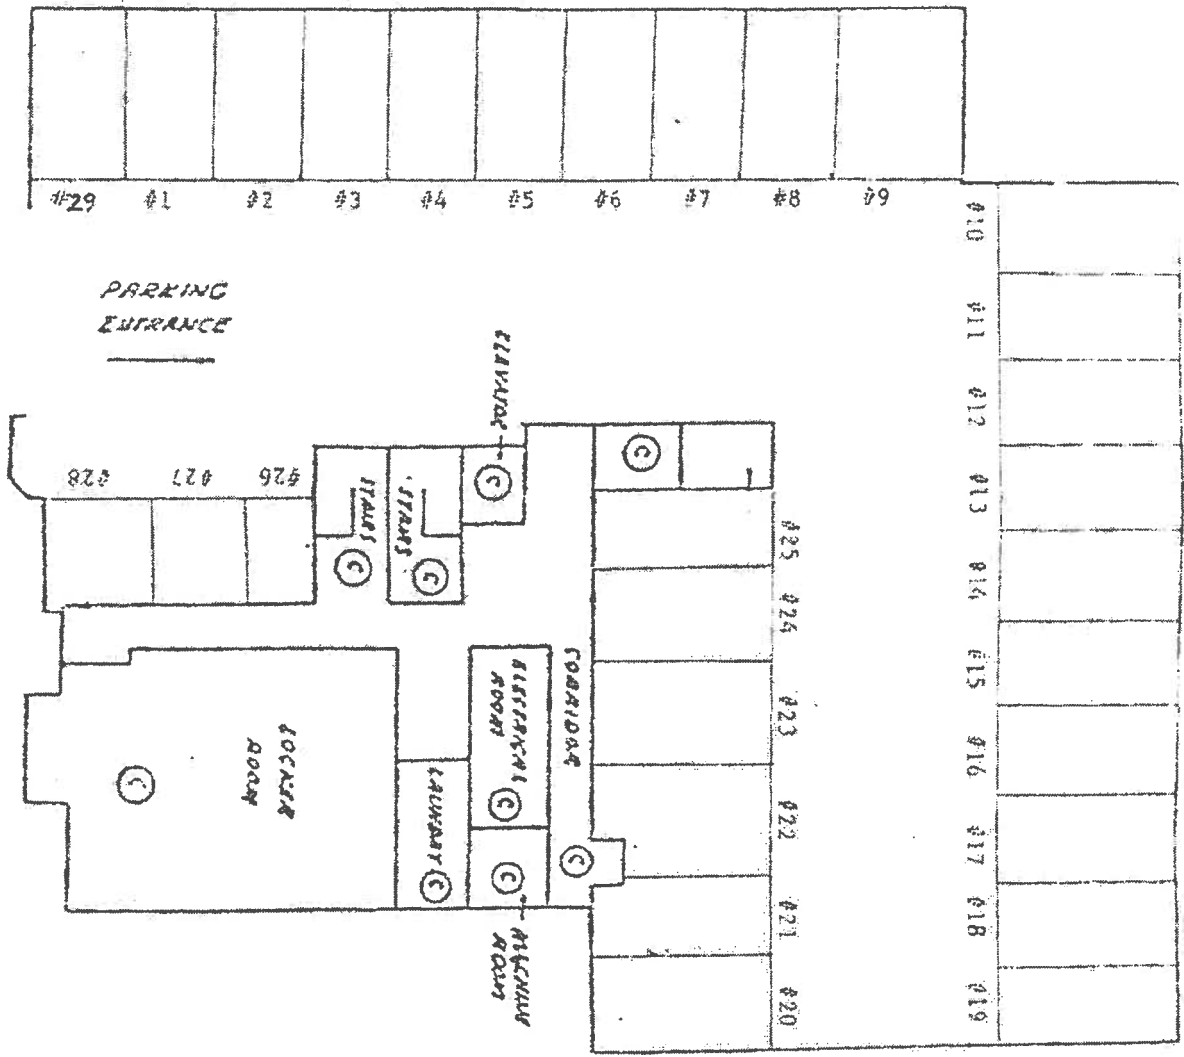 #29 #1 #2 #3 #4 #5 #6 #7 #8 #9
#10
#11
#12
#13
#14
#15
#16
#17
#18
#19
PARKING
ENTRANCE
ELAVATOR
C
C
#28 #27 #26
STAIRS
C
STAIRS
C
#25
#24
#23
#22
#21
#20
CORRIDOR
C
ELECTRICAL
ROOM
C
LOCKER
ROOM
C
LAUNDRY C
C
ROOM